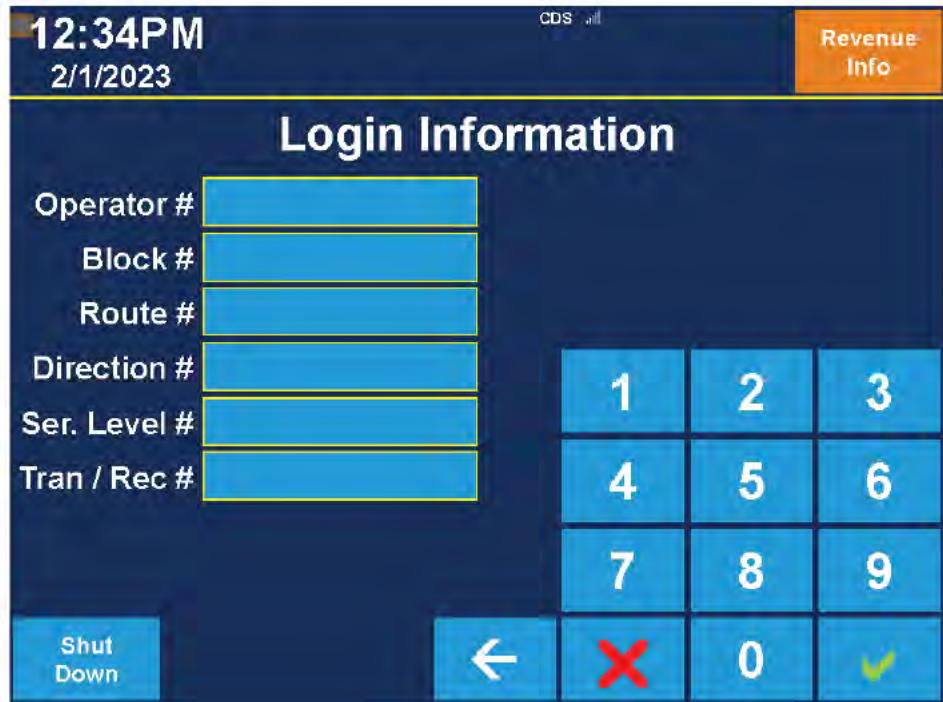 12:34PM
CDS
Revenue
Info
2/1/2023
Login Information
Operator #
Block #
Route #
Direction #
Ser. Level #
Tran / Rec #
1 2 3
4 5 6
7 8 9
0
Shut
Down